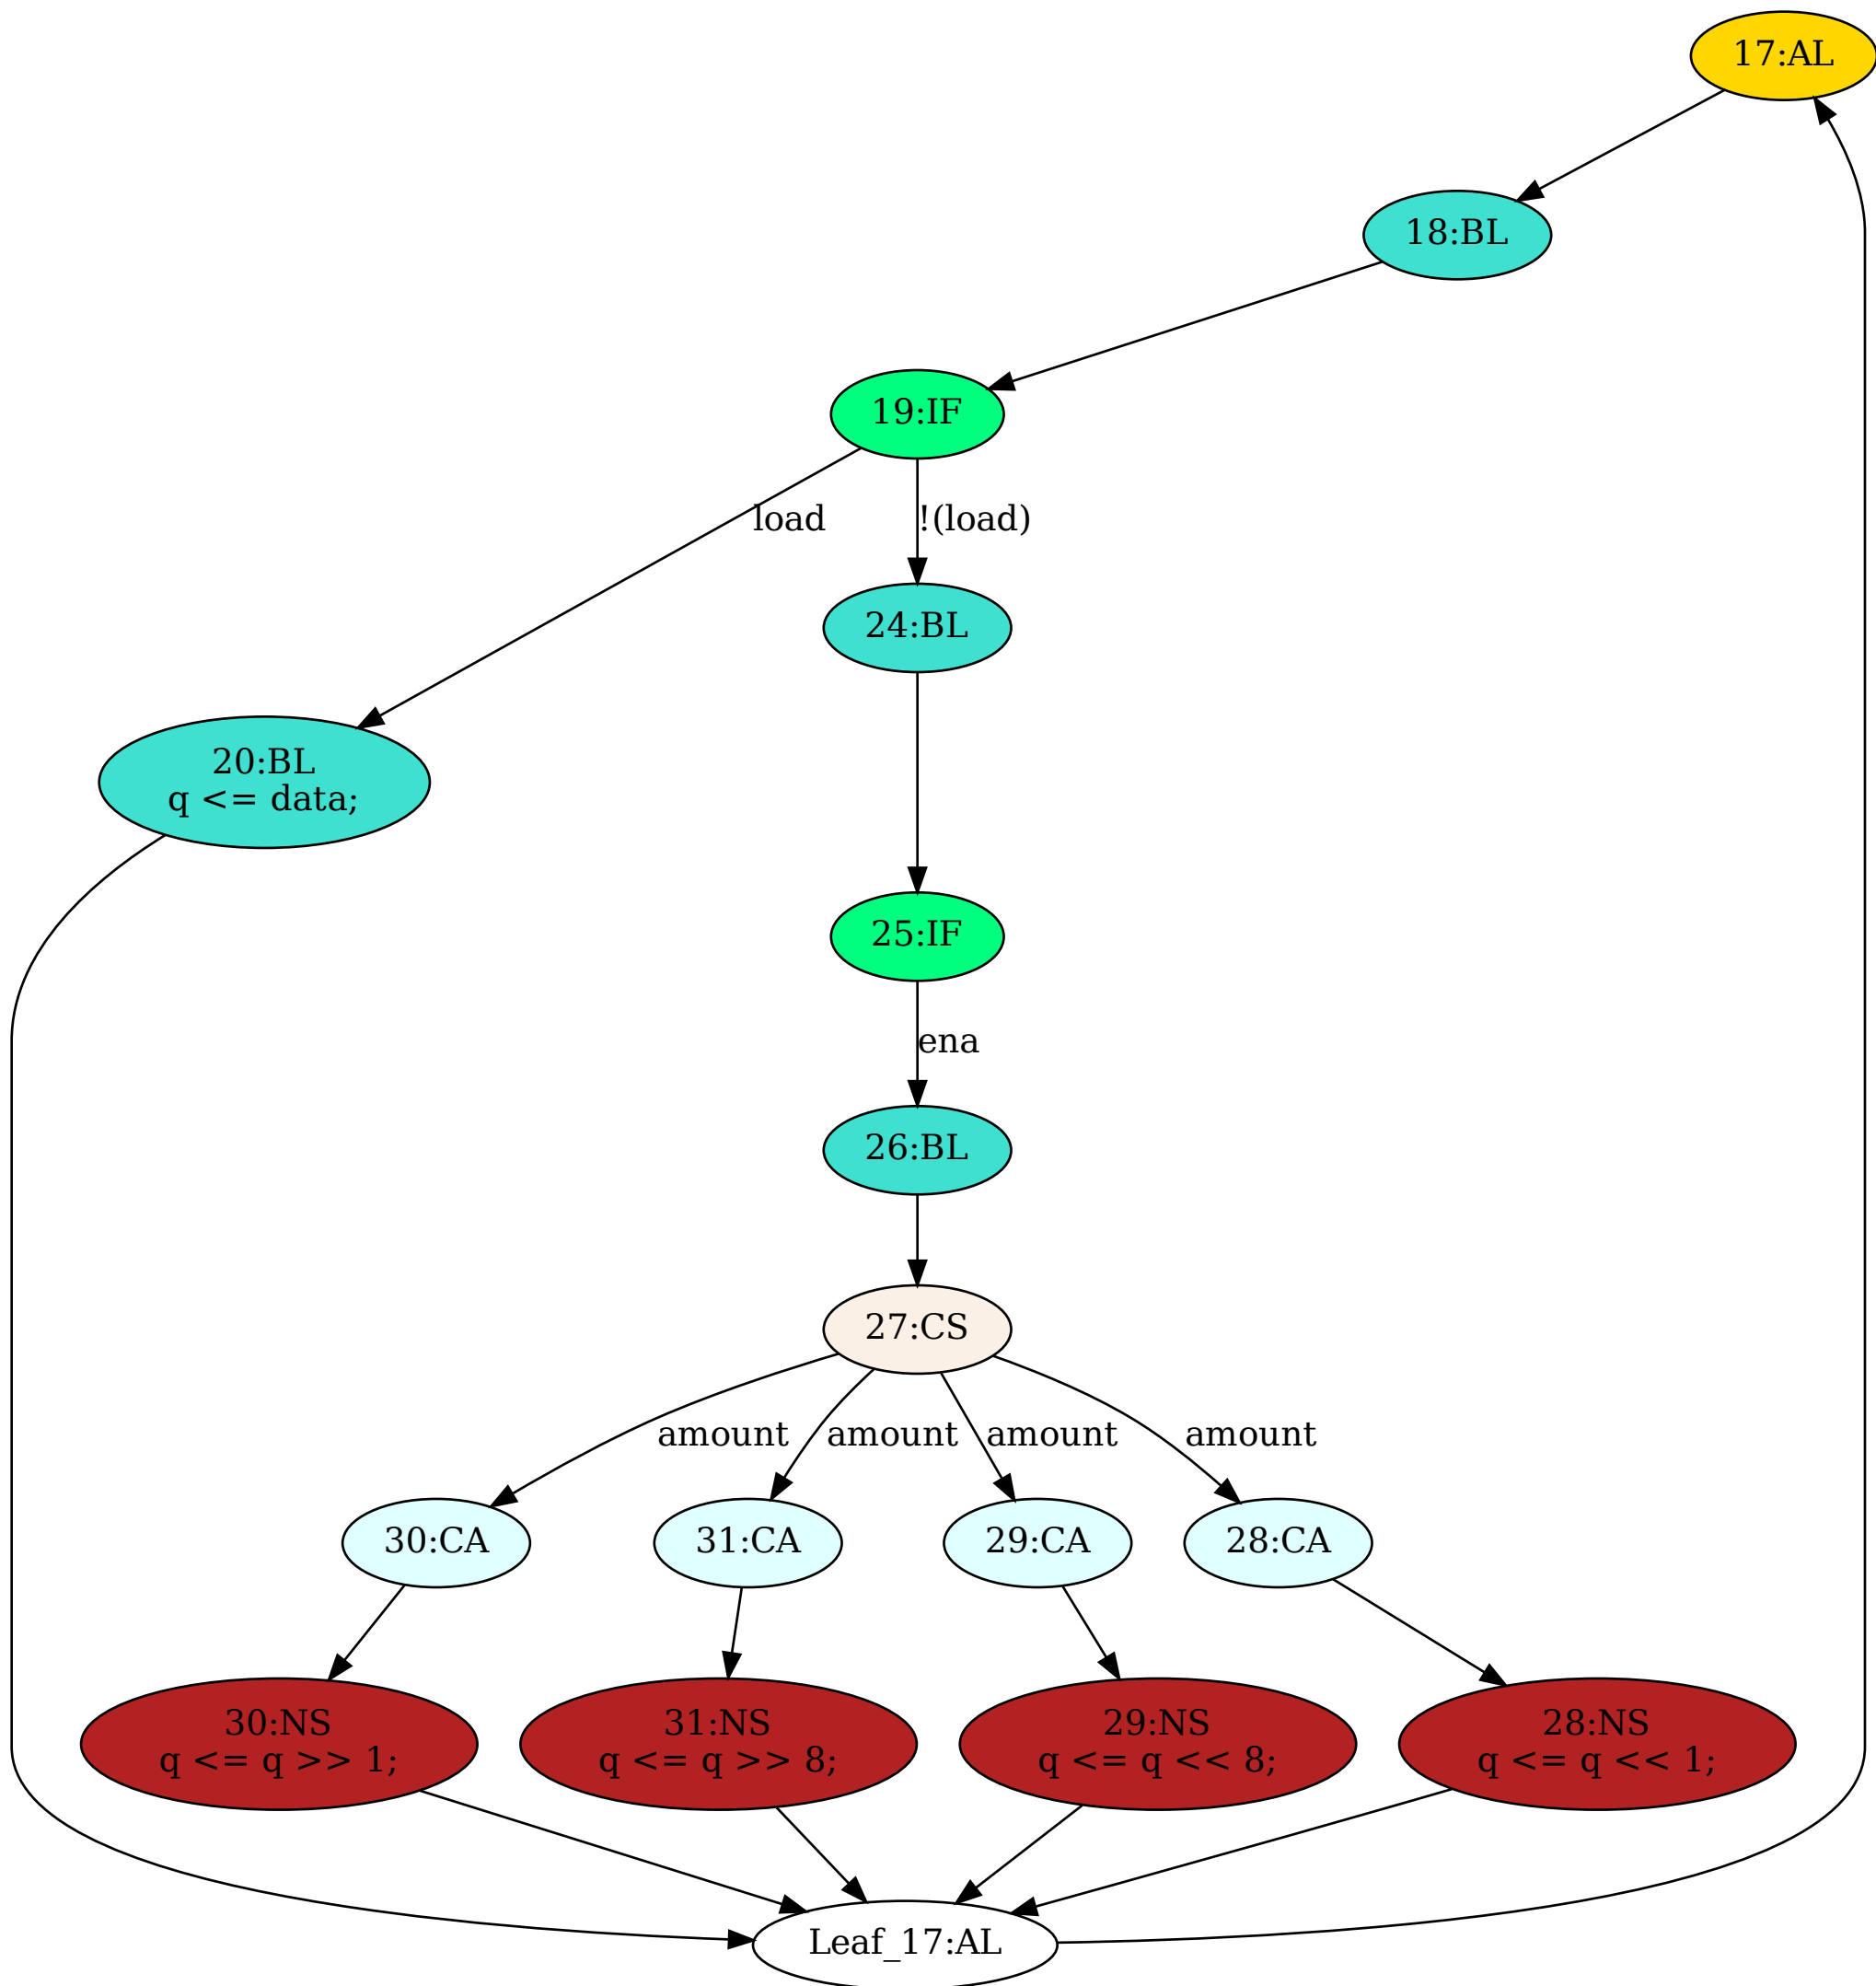 17:AL
18:BL
19:IF
load
!(load)
24:BL
20:BL
q <= data;
25:IF
ena
26:BL
27:CS
amount
amount
amount
amount
30:CA
31:CA
29:CA
28:CA
30:NS
q <= q >> 1;
31:NS
q <= q >> 8;
29:NS
q <= q << 8;
28:NS
q <= q << 1;
Leaf_17:AL